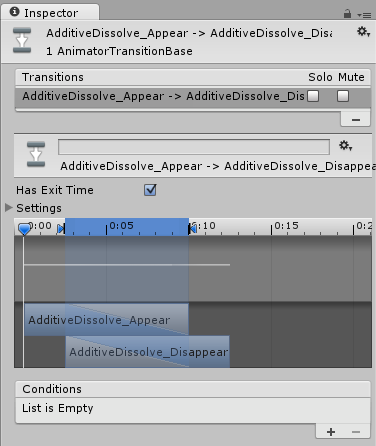 Inspector
AdditiveDissolve_Appear -> AdditiveDissolve_Disa
1 AnimatorTransitionBase
Transitions Solo Mute
AdditiveDissolve_Appear -> AdditiveDissolve_Dis
AdditiveDissolve_Appear -> AdditiveDissolve_Disappea
Has Exit Time
Settings
0:00 0:05 0:10 0:15 0:2
AdditiveDissolve_Appear
AdditiveDissolve_Disappear
Conditions
List is Empty